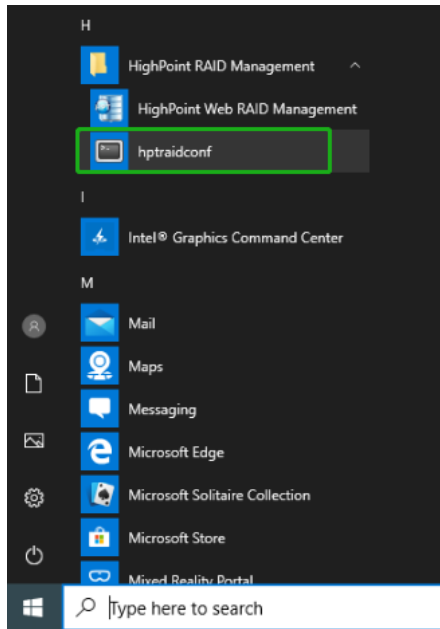 H
HighPoint RAID Management
HighPoint Web RAID Management
hptraidconf
I
Intel® Graphics Command Center
M
Mail
Maps
Messaging
Microsoft Edge
Microsoft Solitaire Collection
Microsoft Store
Mixed Reality Portal
Type here to search